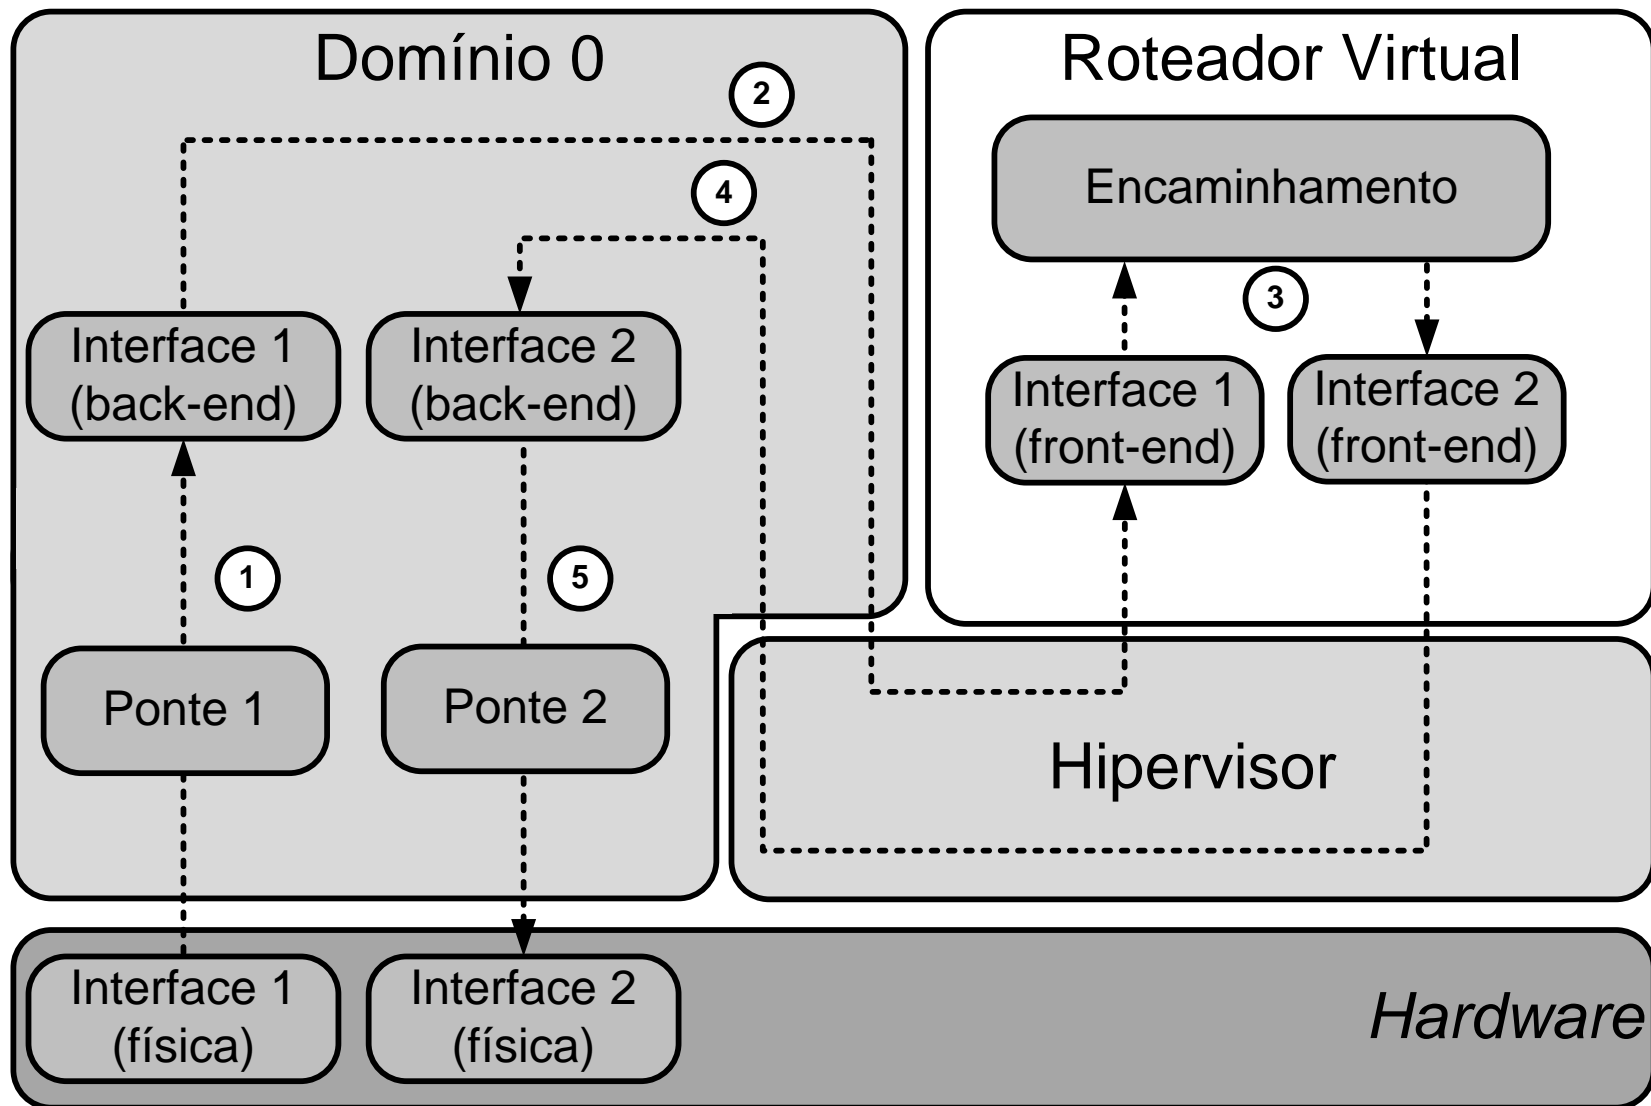 Domínio 0
Roteador Virtual
2
4
Encaminhamento
3
Interface 1
(back-end)
Interface 2
(back-end)
Interface 1
(front-end)
Interface 2
(front-end)
1
5
Ponte 1
Ponte 2
Hipervisor
Interface 1
(física)
Interface 2
(física)
Hardware